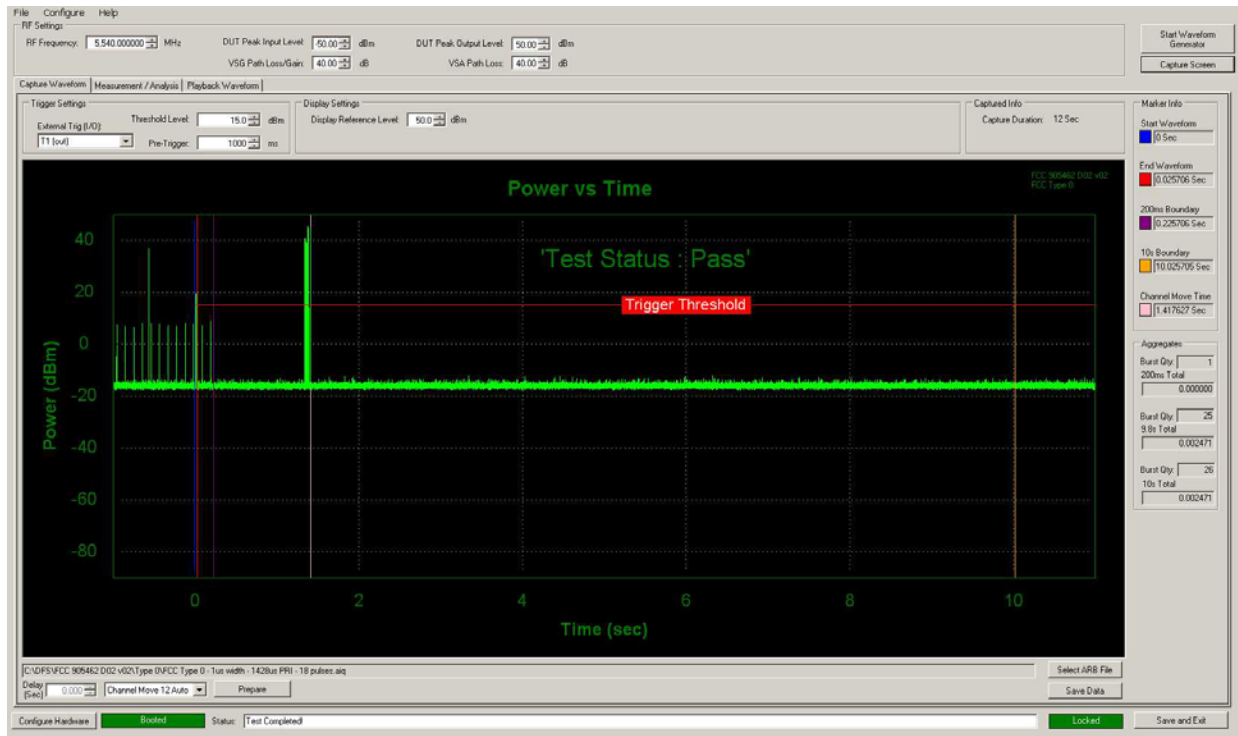 File Configure Help
RF Settings
RF Frequency: 5,540.000000 MHz DUT Peak Input Level: -50.00 dBm DUT Peak Output Level: 50.00 dBm
VSG Path Loss/Gain: 40.00 dB VSA Path Loss: 40.00 dB
Start Waveform Generator
Capture Screen
Capture Waveform Measurement / Analysis Playback Waveform
Trigger Settings
External Trig (I/O):
T1 (out)
Threshold Level: 15.0 dBm
Pre-Trigger: 1000 ms
Display Settings
Display Reference Level: 50.0 dBm
Captured Info
Capture Duration: 12 Sec
Marker Info
Start Waveform
0 Sec
End Waveform
0.025706 Sec
200ms Boundary
0.225706 Sec
10s Boundary
10.025705 Sec
Channel Move Time
1.417627 Sec
Aggregates
Burst Qty: 1
200ms Total
0.000000
Burst Qty: 25
9.8s Total
0.002471
Burst Qty: 26
10s Total
0.002471
Power vs Time
FCC 905462 D02 v02
FCC Type 0
'Test Status : Pass'
Trigger Threshold
Power (dBm)
40
20
0
-20
-40
-60
-80
0 2 4 6 8 10
Time (sec)
C:\DFS\FCC 905462 D02 v02\Type 0\FCC Type 0 - 1us width - 1428us PRI - 18 pulses.aiq
Select ARB File
Delay (Sec) 0.000 Channel Move 12 Auto Prepare
Save Data
Configure Hardware Booted Status: Test Completed! Locked Save and Exit